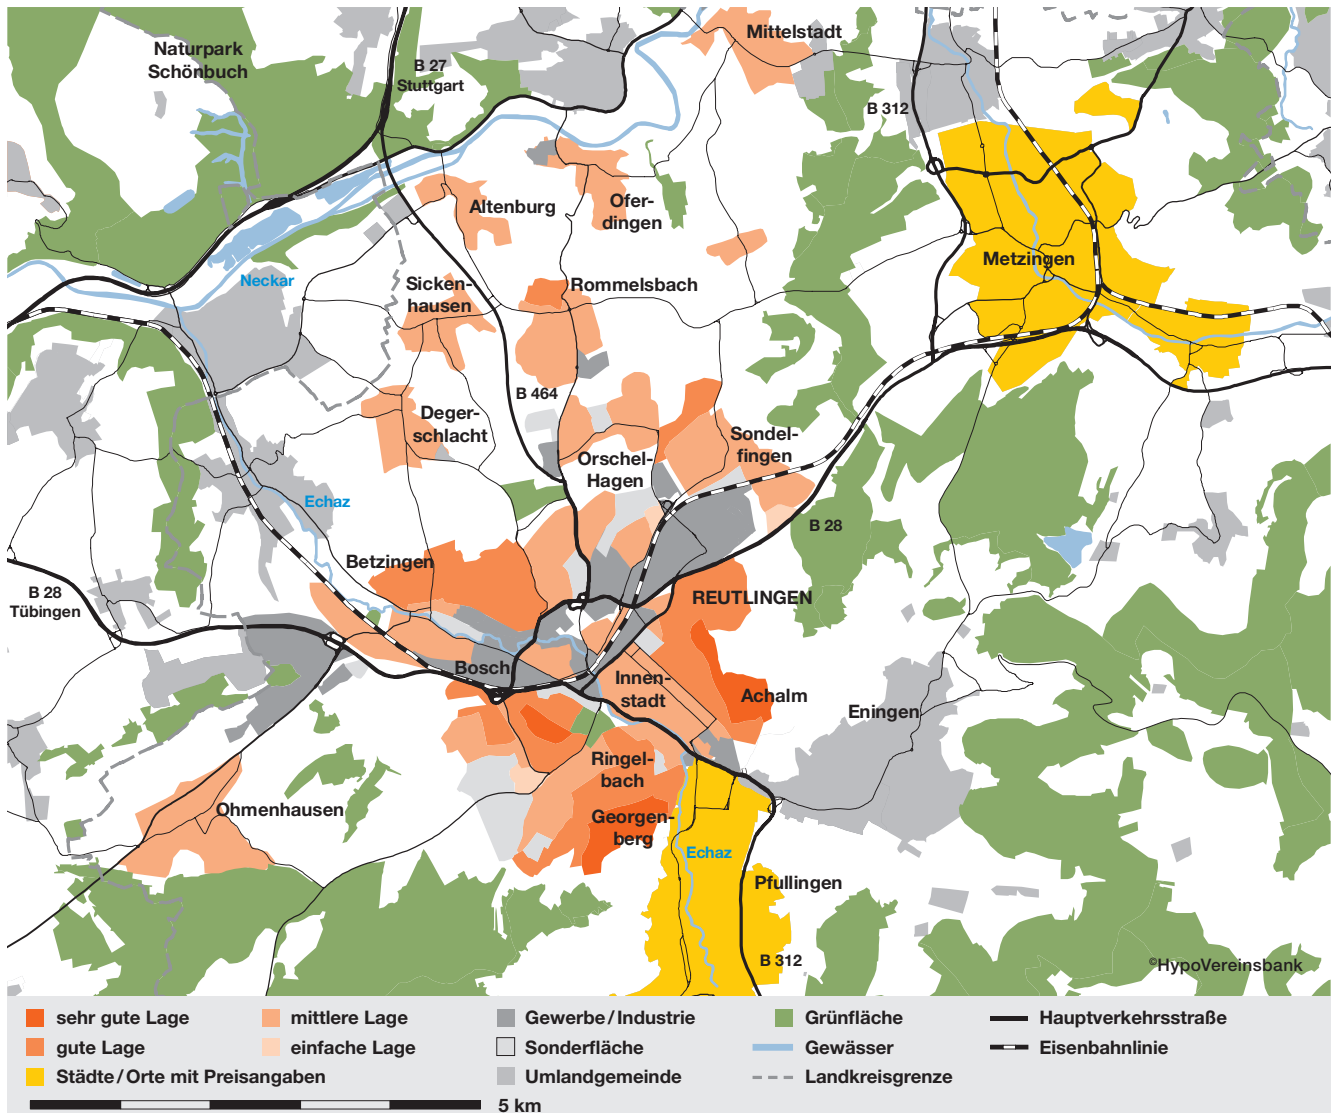 Mittelstadt
Naturpark
Schönbuch
B 27
Stuttgart
B 312
Altenburg
Ofer-
dingen
Metzingen
Neckar
Sicken-
hausen
Rommelsbach
B 464
Deger-
schlacht
Sondel-
fingen
Orschel-
Hagen
Echaz
B 28
Betzingen
B 28
Tübingen
REUTLINGEN
Bosch
Innen-
stadt
Achalm
Eningen
Ringel-
bach
Ohmenhausen
Georgen-
berg
Echaz
Pfullingen
B 312
©HypoVereinsbank
sehr gute Lage
mittlere Lage
Gewerbe/Industrie
Grünfläche
Hauptverkehrsstraße
gute Lage
einfache Lage
Sonderfläche
Gewässer
Eisenbahnlinie
Städte/Orte mit Preisangaben
Umlandgemeinde
Landkreisgrenze
5 km